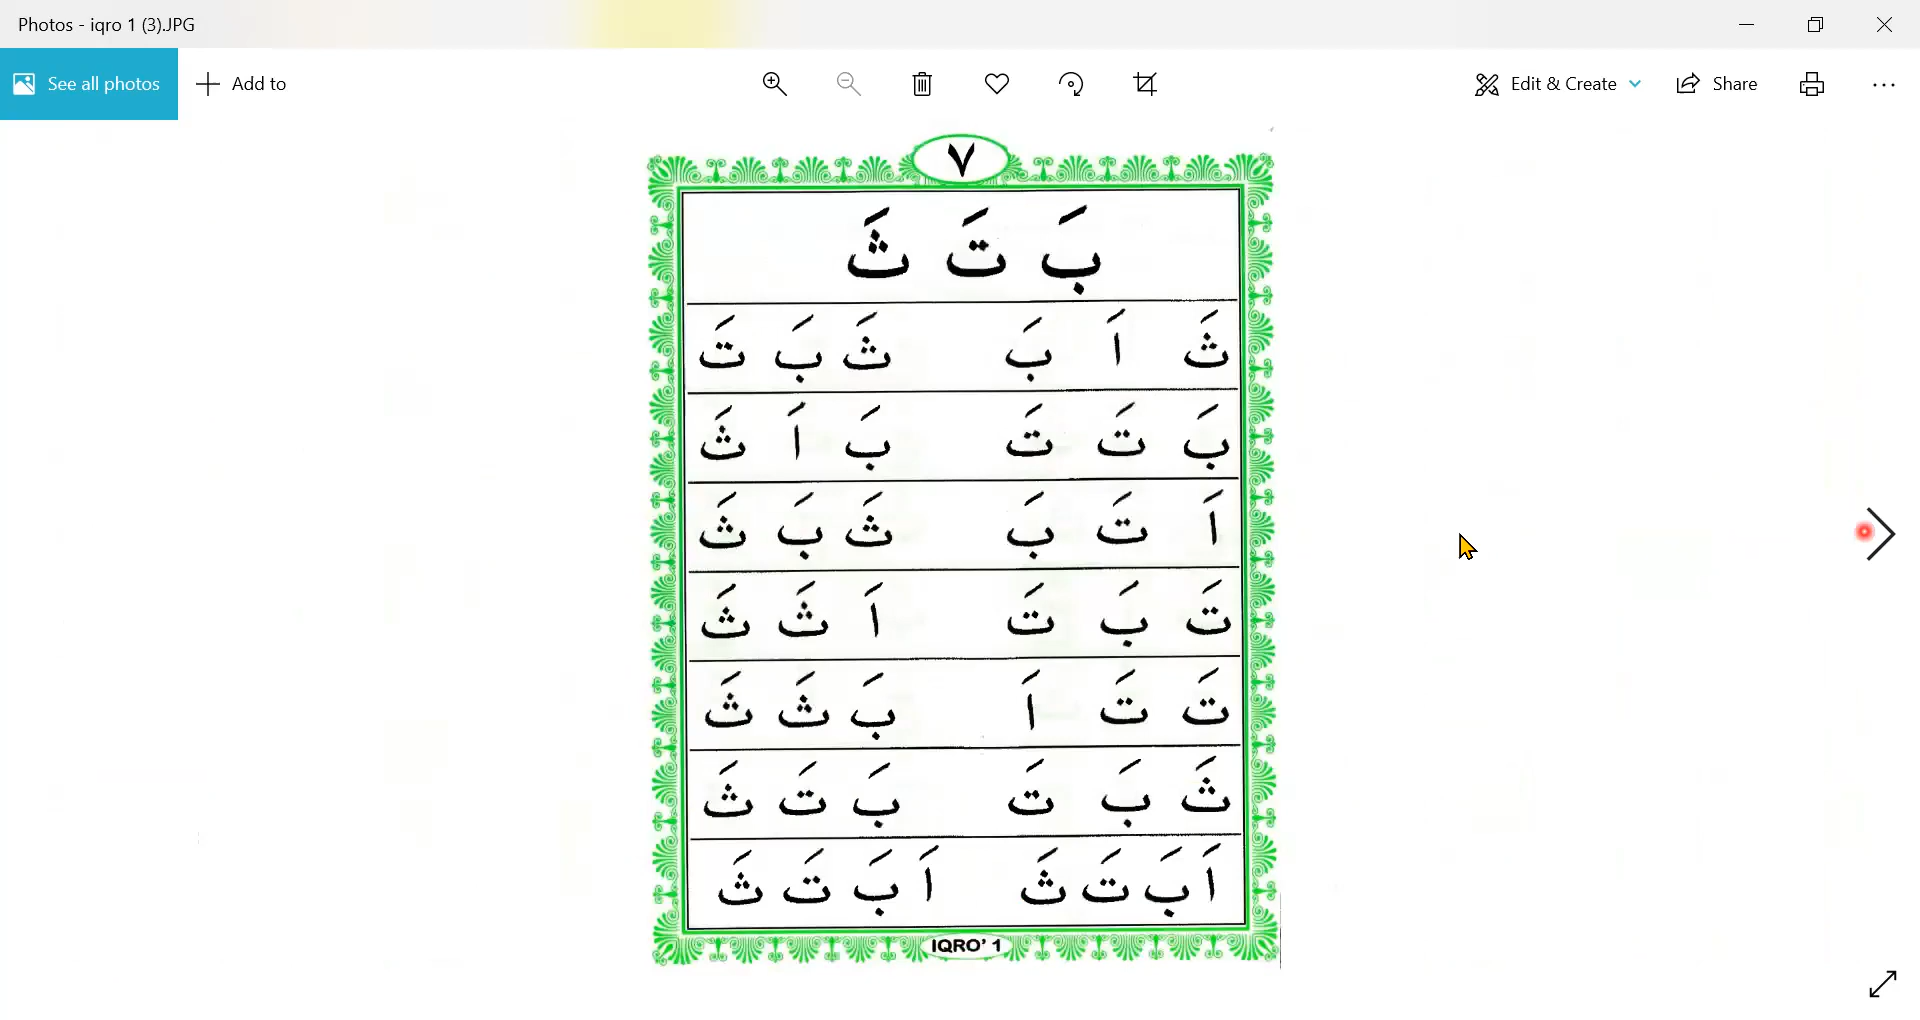 Photos - iqro 1 (3).JPG
See all photos
Add to
Edit & Create
Share
٧
بَ تَ ثَ
ثَ اَ بَ ثَ بَ تَ
بَ تَ تَ بَ اَ ثَ
اَ تَ بَ ثَ بَ ثَ
تَ بَ تَ اَ ثَ ثَ
تَ تَ اَ بَ ثَ ثَ
ثَ بَ تَ بَ تَ ثَ
اَ بَ تَ ثَ اَ بَ تَ ثَ
IQRO’ 1